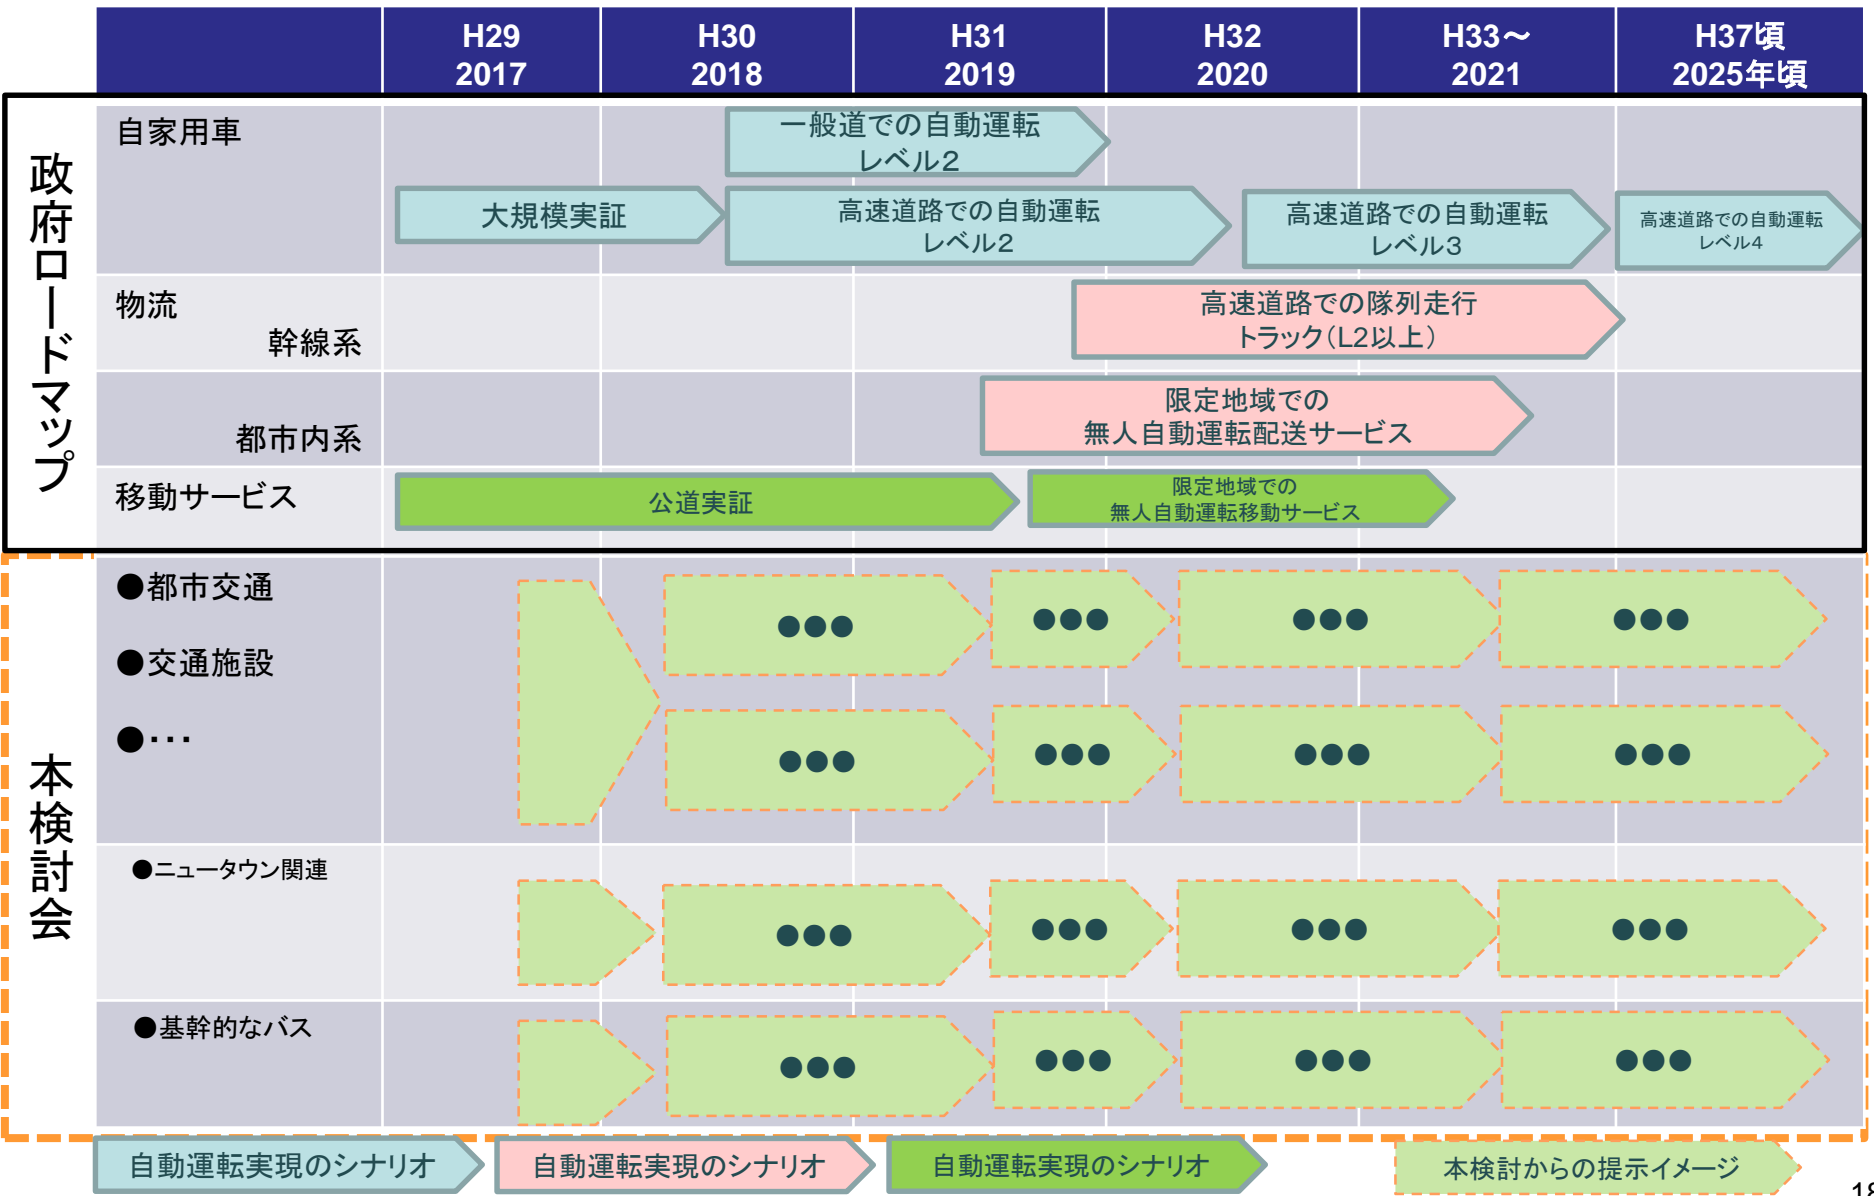 H29
2017
H30
2018
H31
2019
H32
2020
H33～
2021
H37頃
2025年頃
政府ロードマップ
自家用車
一般道での自動運転
レベル2
大規模実証
高速道路での自動運転
レベル2
高速道路での自動運転
レベル3
高速道路での自動運転
レベル4
物流
幹線系
高速道路での隊列走行
トラック（L2以上）
都市内系
限定地域での
無人自動運転配送サービス
移動サービス
公道実証
限定地域での
無人自動運転移動サービス
本検討会
●都市交通
●●●
●●●
●●●
●●●
●交通施設
●･･･
●●●
●●●
●●●
●●●
●ニュータウン関連
●●●
●●●
●●●
●●●
●基幹的なバス
●●●
●●●
●●●
●●●
自動運転実現のシナリオ
自動運転実現のシナリオ
自動運転実現のシナリオ
本検討からの提示イメージ